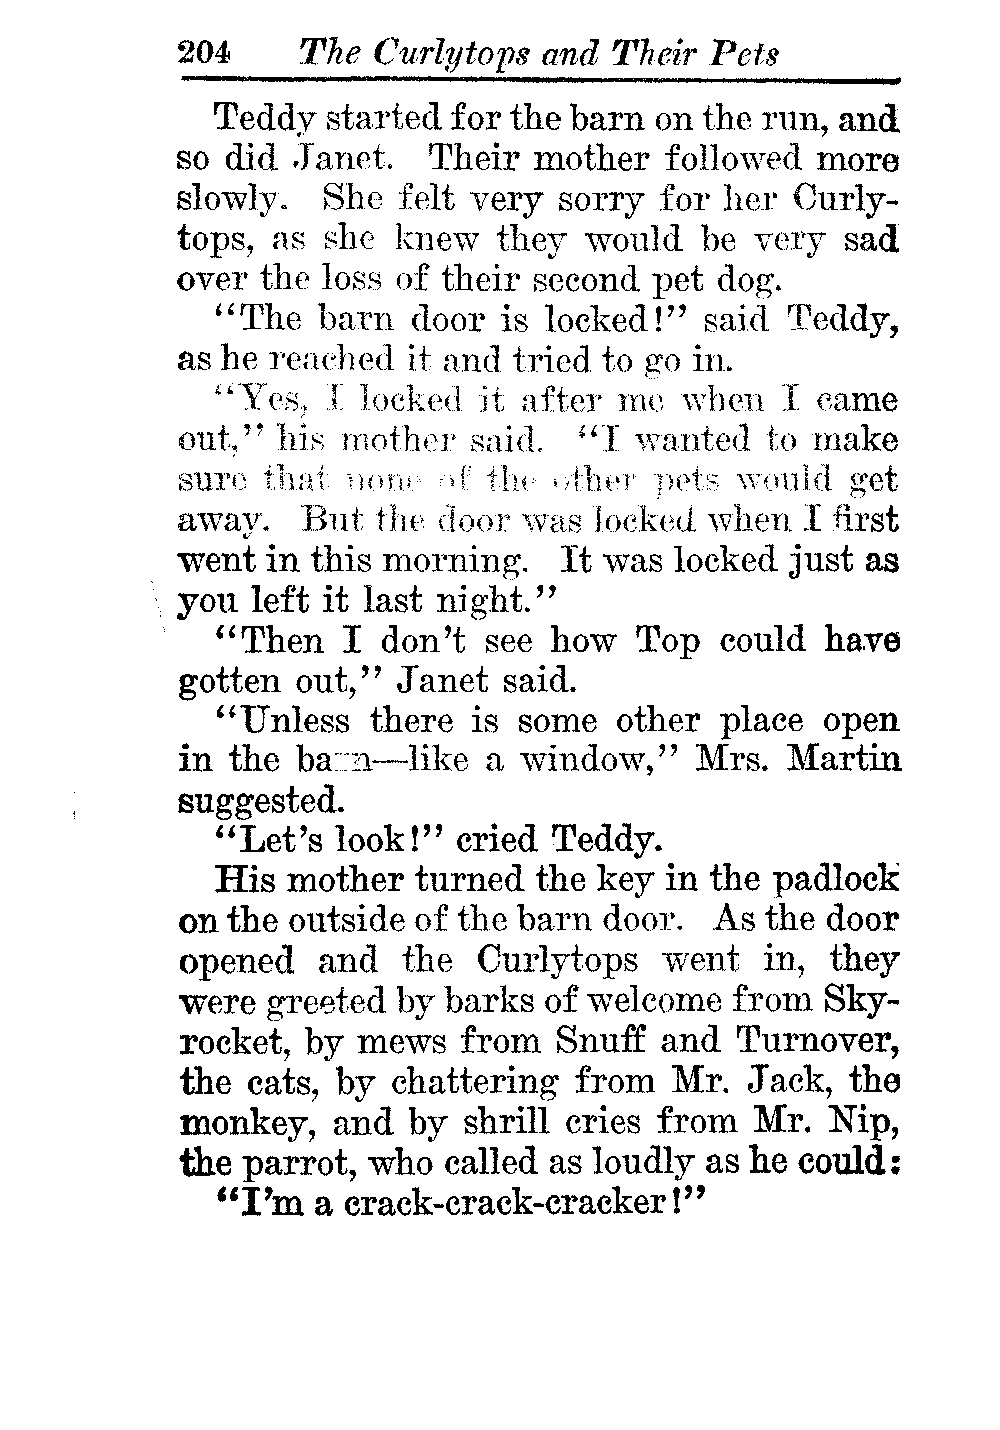 204 The Curlytops and Their Pets
Teddy started for the barn on the run, and
so did Janet. Their mother followed more
slowly. She felt very sorry for her Curly-
tops, as she knew they would be very sad
over the loss of their second pet dog.
“The barn door is locked!” said Teddy,
as he reached it and tried to go in.
“Yes, I locked it after me when I came
out,” his mother said. “I wanted to make
sure that none of the other pets would get
away. But the door was locked when I first
went in this morning. It was locked just as
you left it last night.”
“Then I don’t see how Top could have
gotten out,” Janet said.
“Unless there is some other place open
in the barn—like a window,” Mrs. Martin
suggested.
“Let’s look!” cried Teddy.
His mother turned the key in the padlock
on the outside of the barn door. As the door
opened and the Curlytops went in, they
were greeted by barks of welcome from Sky-
rocket, by mews from Snuff and Turnover,
the cats, by chattering from Mr. Jack, the
monkey, and by shrill cries from Mr. Nip,
the parrot, who called as loudly as he could:
“I’m a crack-crack-cracker!”